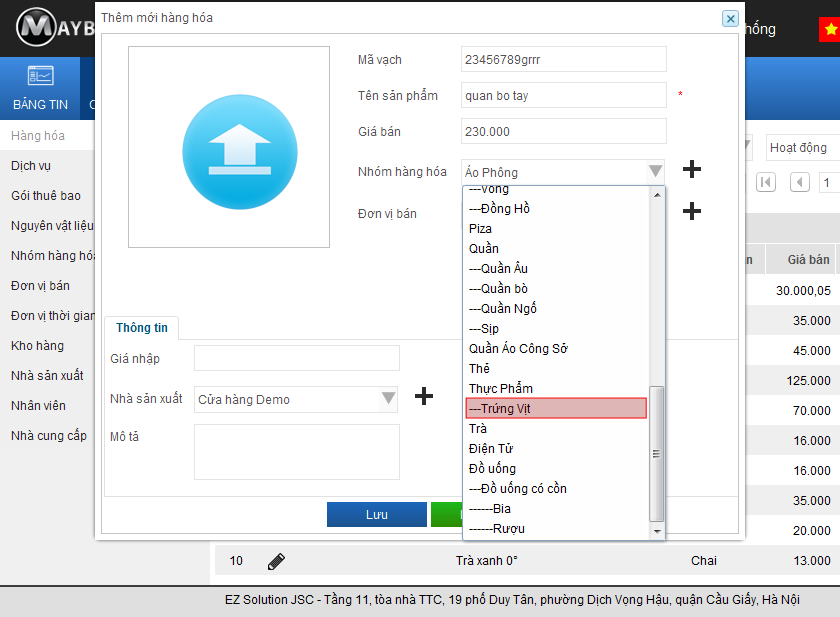 MAYB
Thêm mới hàng hóa
hống
BẢNG TIN
Hàng hóa
Dịch vụ
Gói thuê bao
Nguyên vật liệu
Nhóm hàng hóa
Đơn vị bán
Đơn vị thời gian
Kho hàng
Nhà sản xuất
Nhân viên
Nhà cung cấp
Mã vạch
23456789grrr
Tên sản phẩm
quan bo tay
*
Giá bán
230.000
Nhóm hàng hóa
Áo Phông
Đơn vị bán
---Vòng
---Đồng Hồ
Piza
Quần
---Quần Âu
---Quần bò
---Quần Ngố
---Sịp
Quần Áo Công Sở
Thẻ
Thực Phẩm
---Trứng Vịt
Trà
Điện Tử
Đồ uống
---Đồ uống có cồn
------Bia
------Rượu
Thông tin
Giá nhập
Nhà sản xuất
Cửa hàng Demo
Mô tả
Lưu
Hoạt động
1
Giá bán
30.000,05
35.000
45.000
125.000
70.000
16.000
16.000
35.000
20.000
10
Trà xanh 0°
Chai
13.000
EZ Solution JSC - Tầng 11, tòa nhà TTC, 19 phố Duy Tân, phường Dịch Vọng Hậu, quận Cầu Giấy, Hà Nội